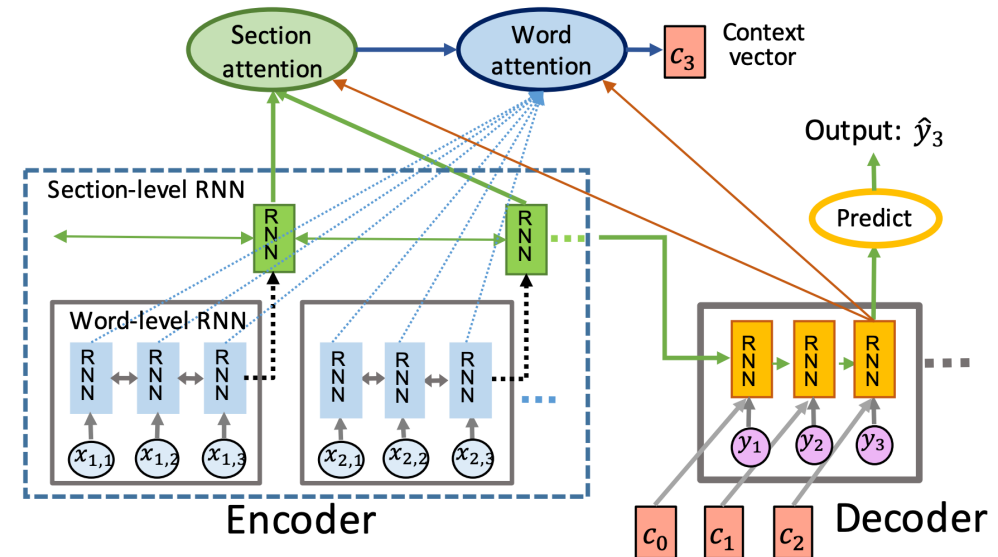 Section
attention
Word
attention
c₃
Context
vector
Output: ŷ₃
Predict
Section-level RNN
RNN
RNN
Word-level RNN
RNN
RNN
RNN
RNN
RNN
RNN
RNN
RNN
RNN
x₁,₁
x₁,₂
x₁,₃
x₂,₁
x₂,₂
x₂,₃
y₁
y₂
y₃
Encoder
c₀
c₁
c₂
Decoder